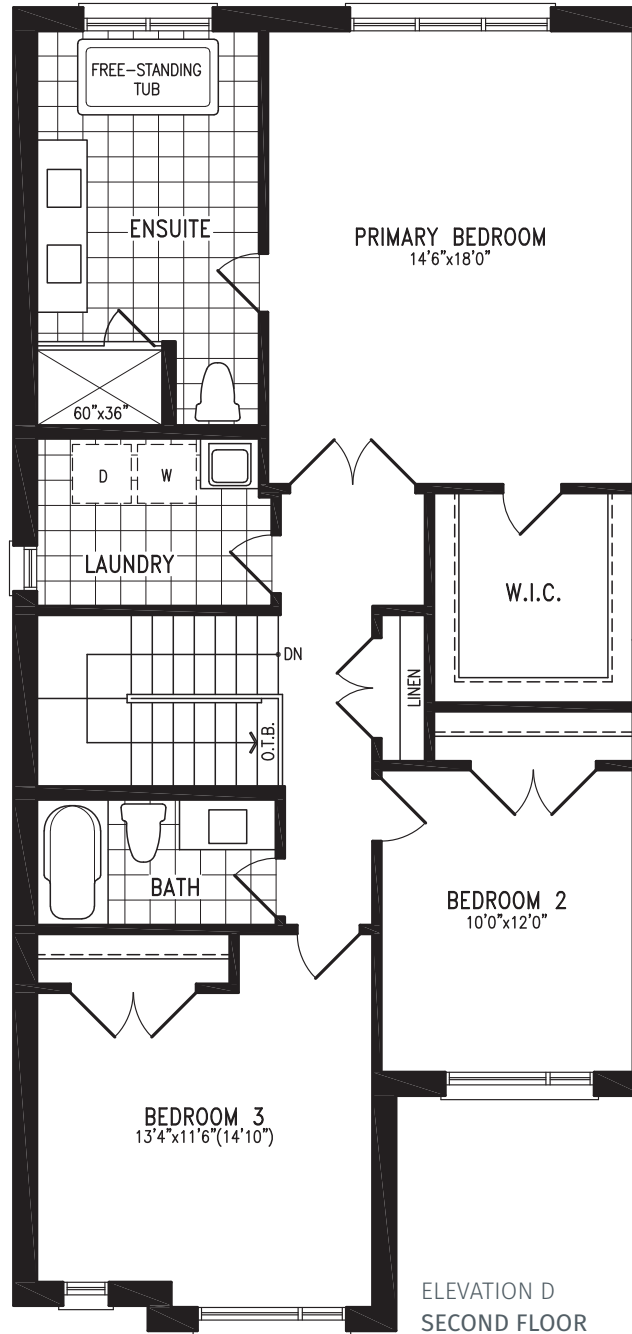 FREE-STANDING
TUB
ENSUITE
PRIMARY BEDROOM
14'6"x18'0"
60"x36"
D
W
LAUNDRY
W.I.C.
DN
LINEN
O.T.B.
BATH
BEDROOM 2
10'0"x12'0"
BEDROOM 3
13'4"x11'6"(14'10")
ELEVATION D
SECOND FLOOR